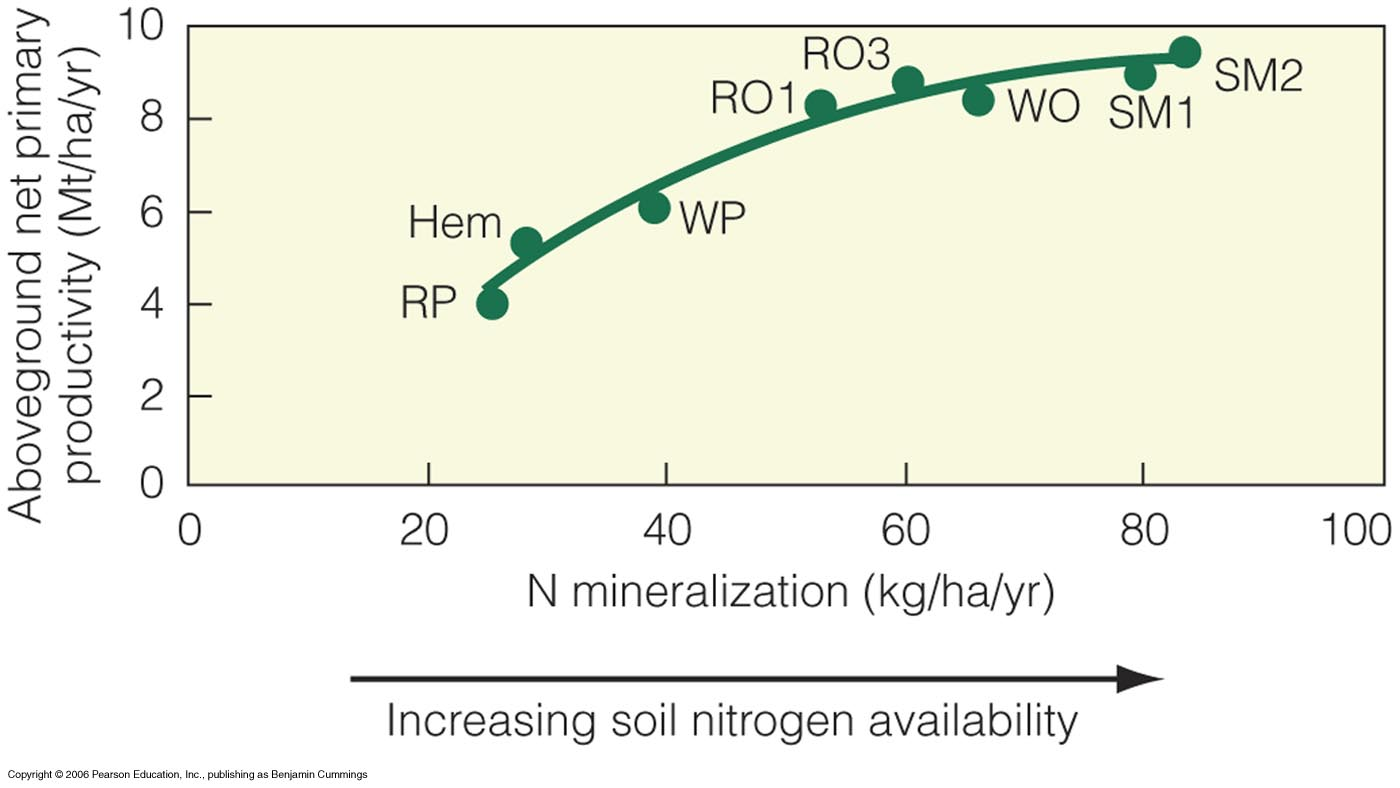 Aboveground net primary
productivity (Mt/ha/yr)
10
8
6
4
2
0
RO3
RO1
WO
SM1
SM2
Hem
WP
RP
0 20 40 60 80 100
N mineralization (kg/ha/yr)
Increasing soil nitrogen availability
Copyright © 2006 Pearson Education, Inc., publishing as Benjamin Cummings